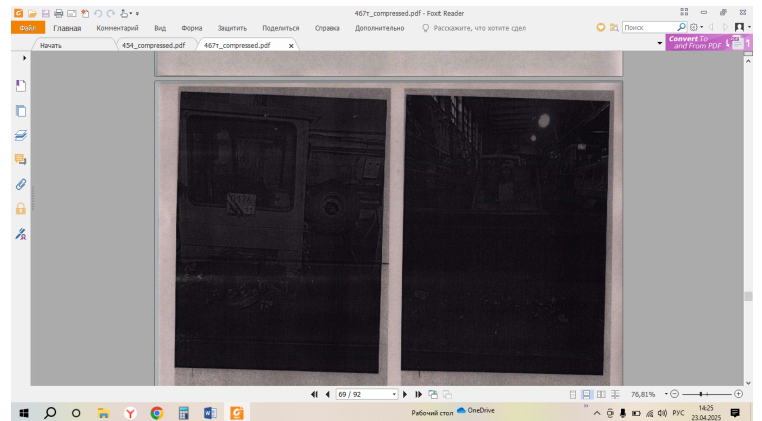 467т_compressed.pdf - Foxit Reader
Файл Главная Комментарий Вид Форма Защитить Поделиться Справка Дополнительно Расскажите, что хотите сдел Поиск
Начать 454_compressed.pdf 467т_compressed.pdf x
Convert To
and From PDF
69 / 92 76,81%
Рабочий стол OneDrive РУС 14:25
23.04.2025